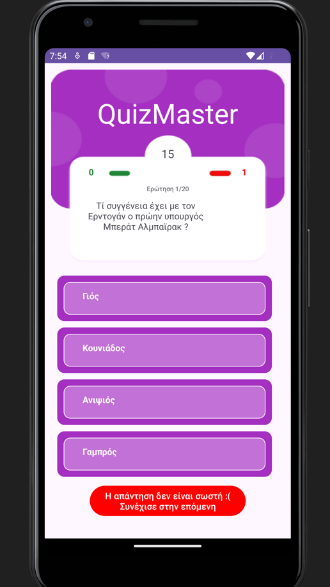 7:54
QuizMaster
15
0
1
Ερώτηση 1/20
Τί συγγένεια έχει με τον
Ερντογάν ο πρώην υπουργός
Μπεράτ Αλμπαϊρακ ?
Γιός
Κουνιάδος
Ανιψιός
Γαμπρός
Η απάντηση δεν είναι σωστή :(
Συνέχισε στην επόμενη